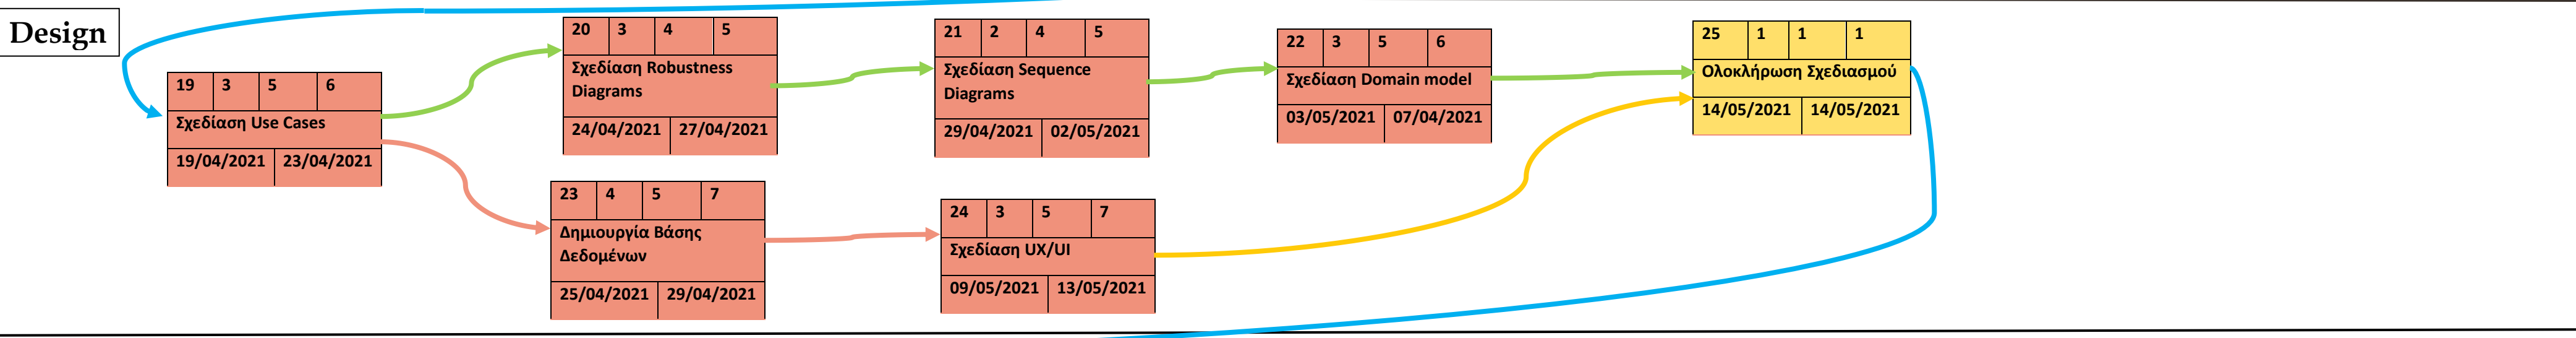 Design
19 3 5 6
Σχεδίαση Use Cases
19/04/2021 23/04/2021
20 3 4 5
Σχεδίαση Robustness
Diagrams
24/04/2021 27/04/2021
21 2 4 5
Σχεδίαση Sequence
Diagrams
29/04/2021 02/05/2021
22 3 5 6
Σχεδίαση Domain model
03/05/2021 07/04/2021
25 1 1 1
Ολοκλήρωση Σχεδιασμού
14/05/2021 14/05/2021
23 4 5 7
Δημιουργία Βάσης
Δεδομένων
25/04/2021 29/04/2021
24 3 5 7
Σχεδίαση UX/UI
09/05/2021 13/05/2021